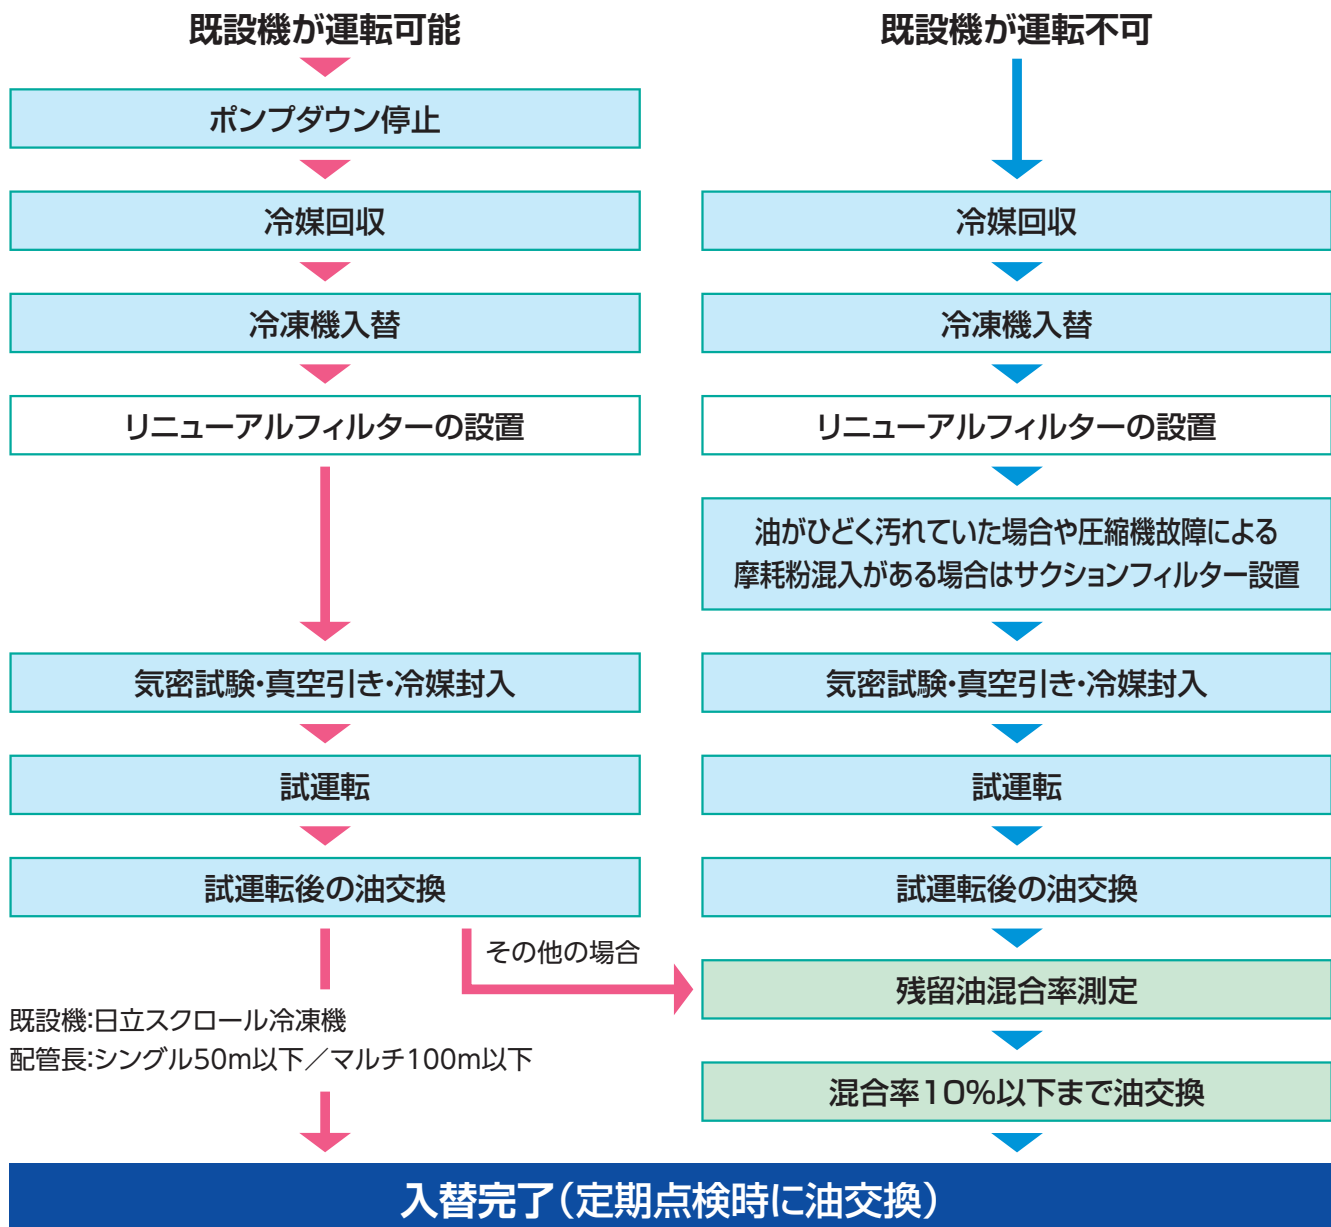 既設機が運転可能
ポンプダウン停止
冷媒回収
冷凍機入替
リニューアルフィルターの設置
気密試験・真空引き・冷媒封入
試運転
試運転後の油交換
その他の場合
既設機:日立スクロール冷凍機
配管長:シングル50m以下／マルチ100m以下
既設機が運転不可
冷媒回収
冷凍機入替
リニューアルフィルターの設置
油がひどく汚れていた場合や圧縮機故障による
摩耗粉混入がある場合はサクションフィルター設置
気密試験・真空引き・冷媒封入
試運転
試運転後の油交換
残留油混合率測定
混合率10%以下まで油交換
入替完了(定期点検時に油交換)